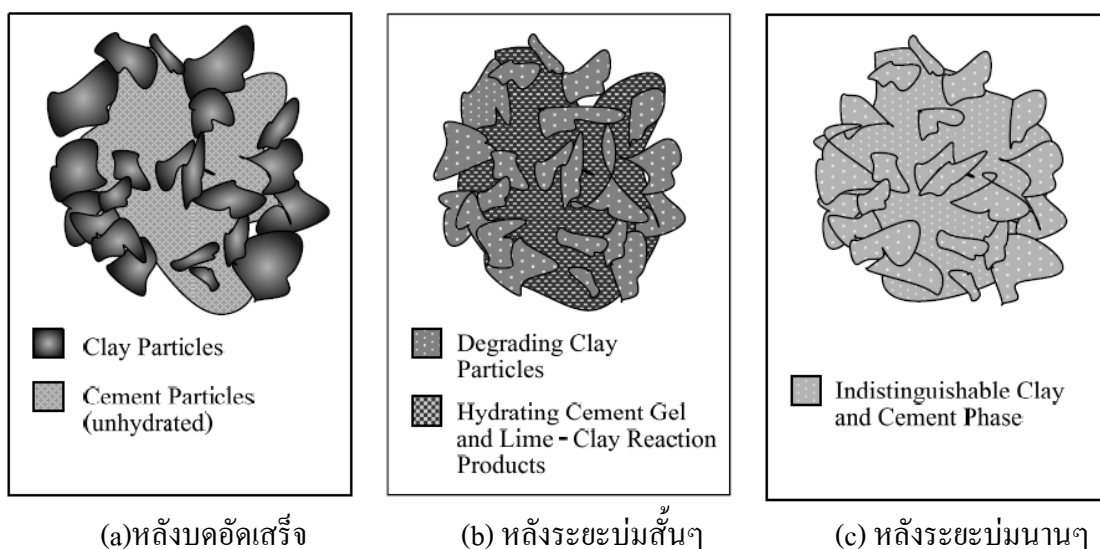 Clay Particles
Cement Particles
(unhydrated)
(a)หลังบดอัดเสร็จ
Degrading Clay
Particles
Hydrating Cement Gel
and Lime - Clay Reaction
Products
(b) หลังระยะบ่มสั้นๆ
Indistinguishable Clay
and Cement Phase
(c) หลังระยะบ่มนานๆ